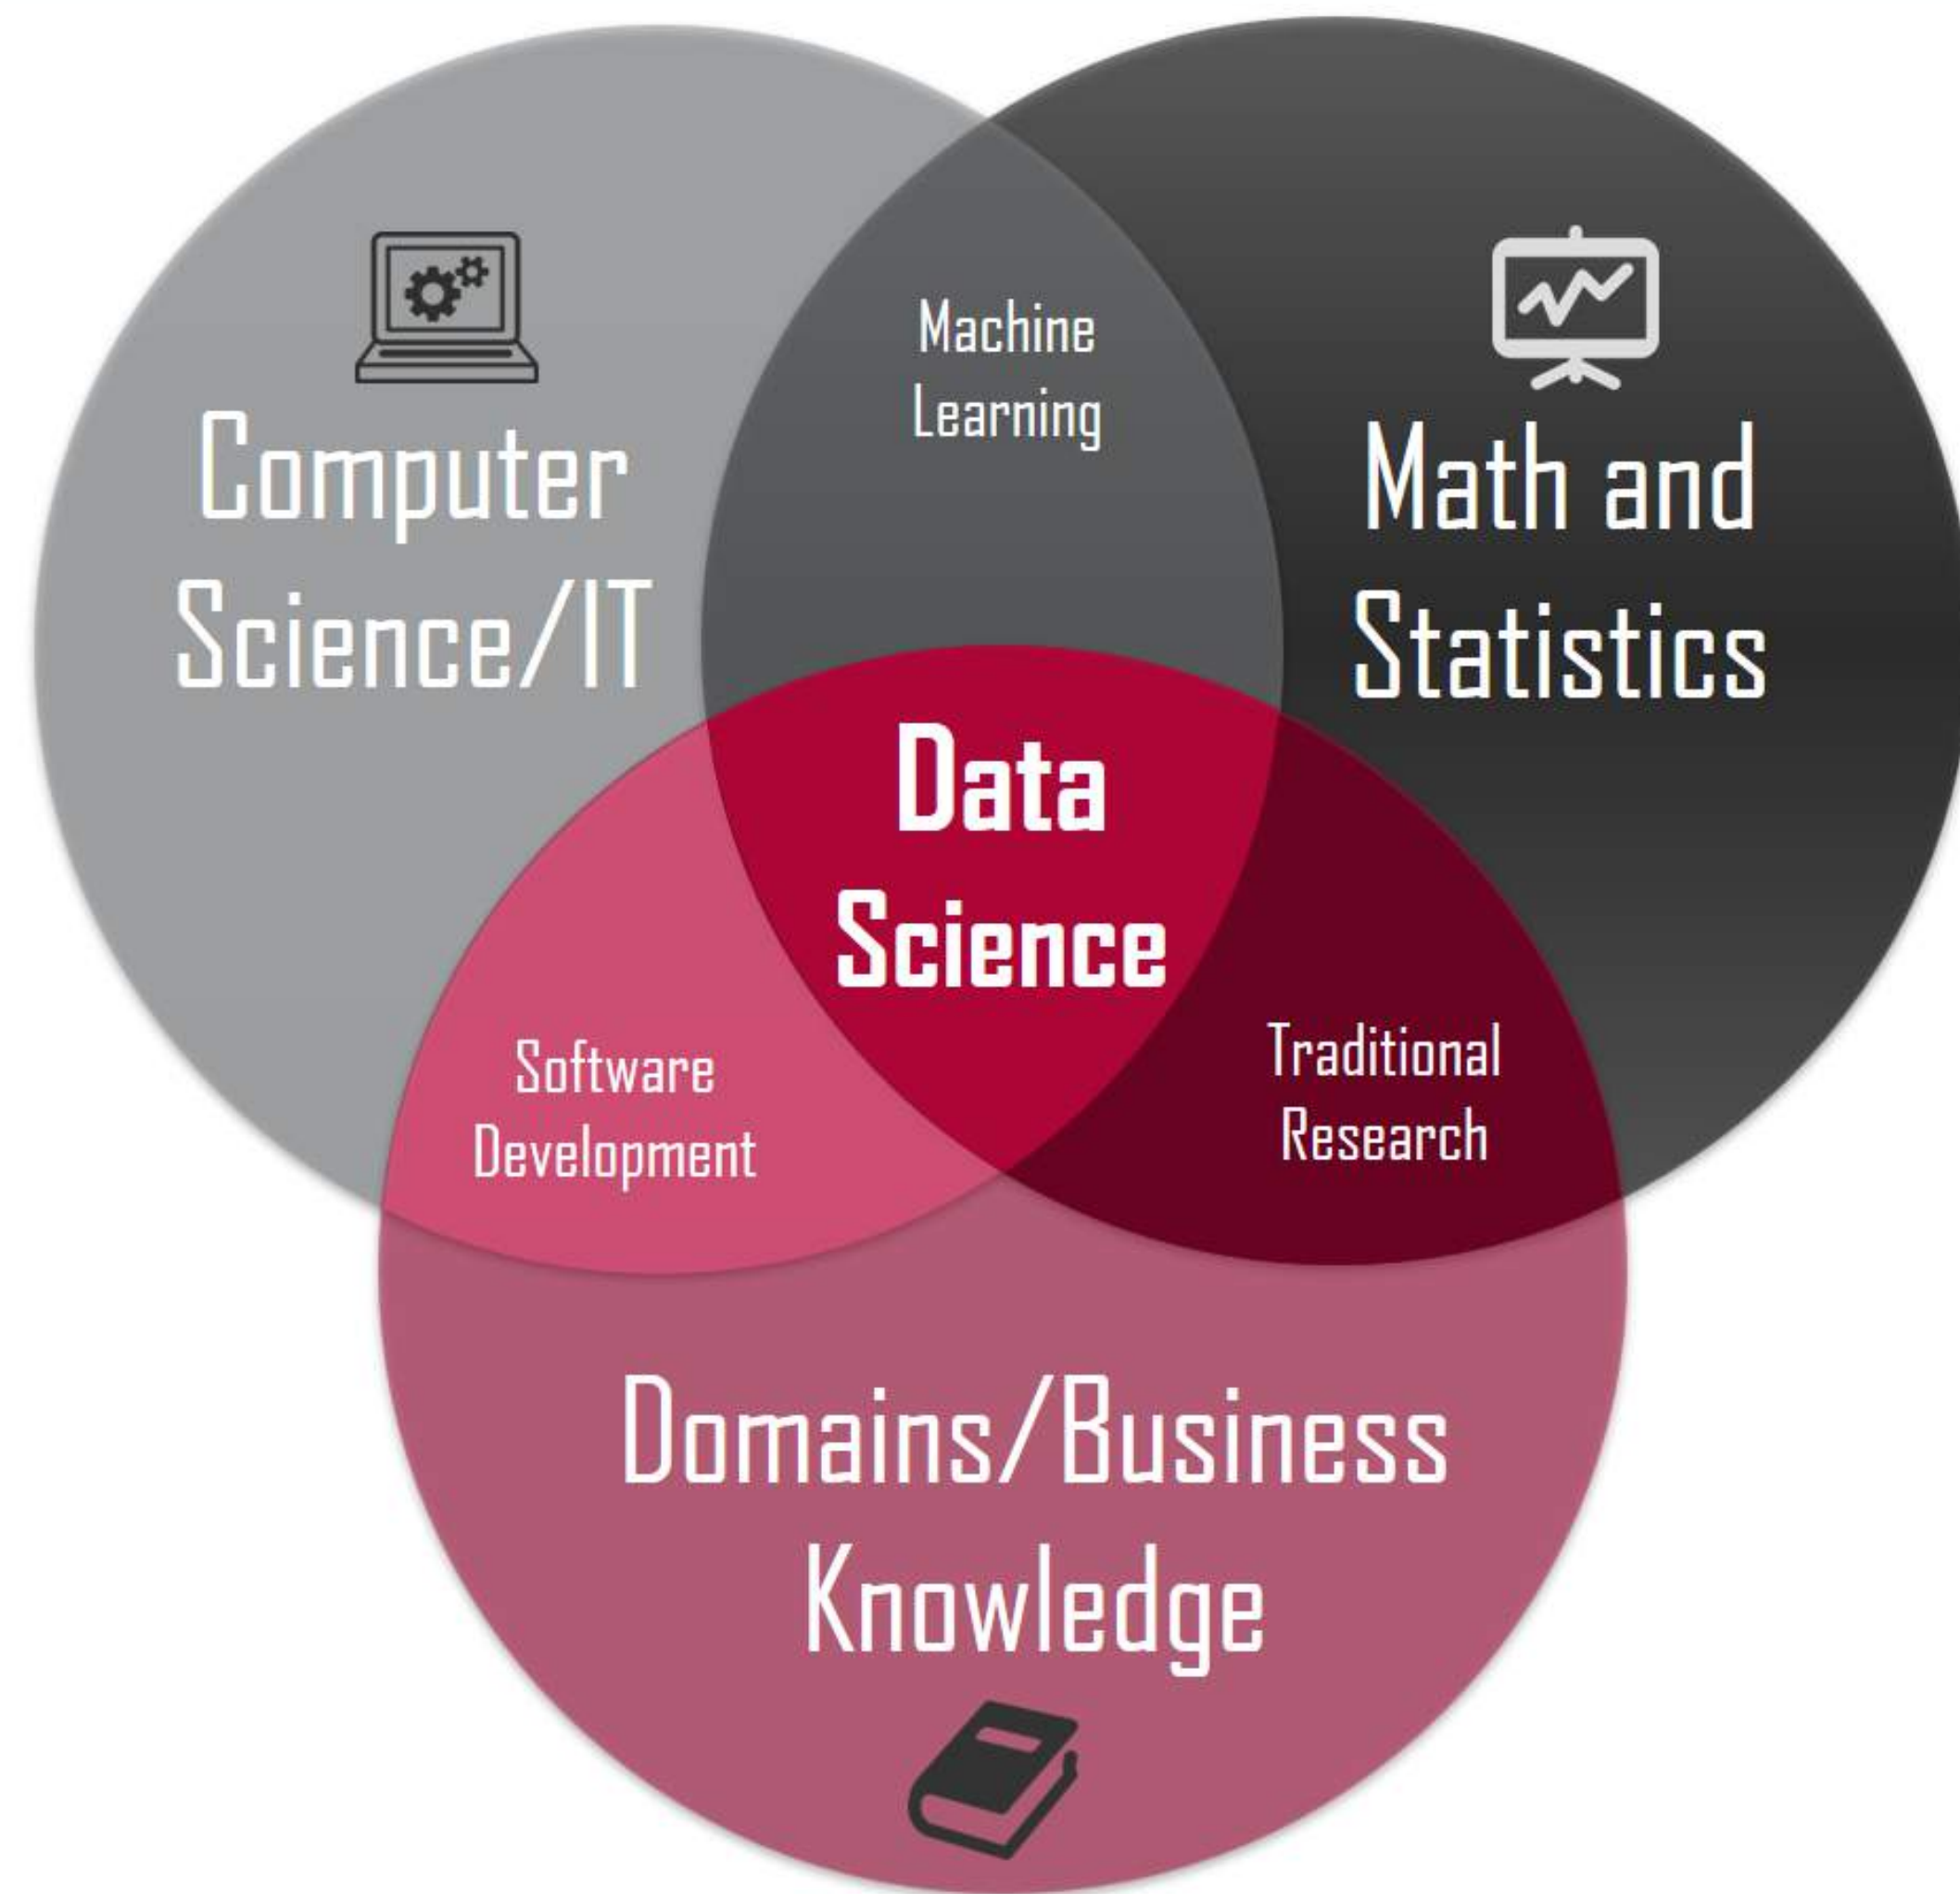 Machine
Learning
Computer
Science/IT
Math and
Statistics
Data
Science
Software
Development
Traditional
Research
Domains/Business
Knowledge